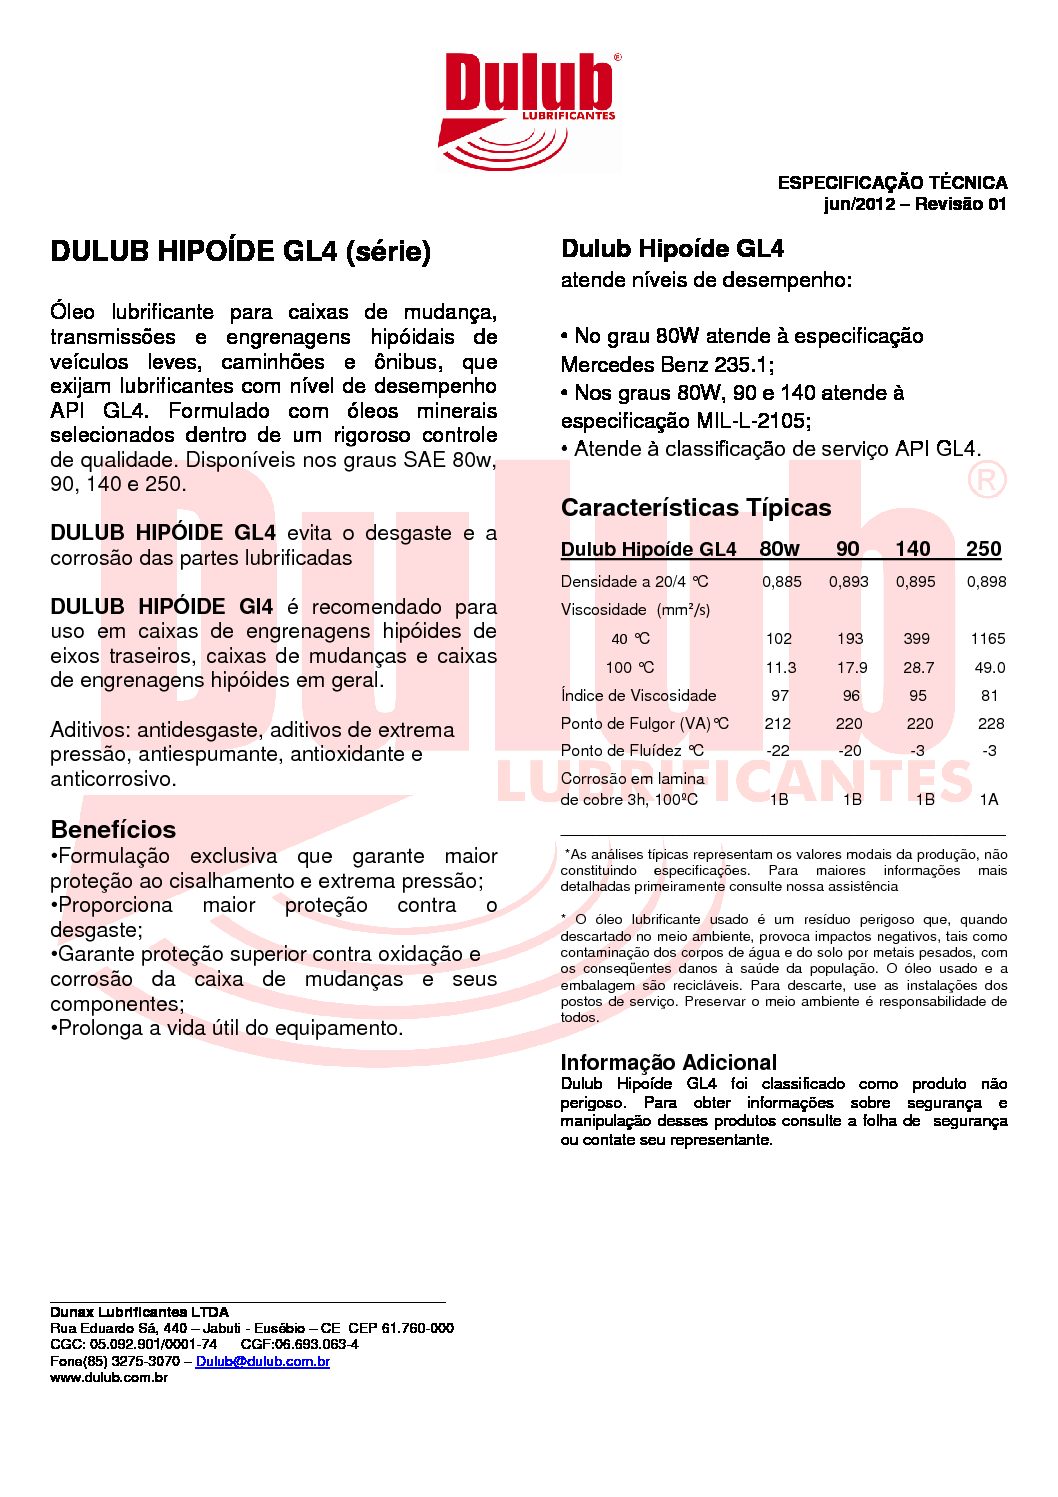 Dulub®
LUBRIFICANTES
ESPECIFICAÇÃO TÉCNICA
jun/2012 – Revisão 01
DULUB HIPOÍDE GL4 (série)
Óleo lubrificante para caixas de mudança,
transmissões e engrenagens hipóidais de
veículos leves, caminhões e ônibus, que
exijam lubrificantes com nível de desempenho
API GL4. Formulado com óleos minerais
selecionados dentro de um rigoroso controle
de qualidade. Disponíveis nos graus SAE 80w,
90, 140 e 250.
DULUB HIPÓIDE GL4 evita o desgaste e a
corrosão das partes lubrificadas
DULUB HIPÓIDE Gl4 é recomendado para
uso em caixas de engrenagens hipóides de
eixos traseiros, caixas de mudanças e caixas
de engrenagens hipóides em geral.
Aditivos: antidesgaste, aditivos de extrema
pressão, antiespumante, antioxidante e
anticorrosivo.
Benefícios
•Formulação exclusiva que garante maior
proteção ao cisalhamento e extrema pressão;
•Proporciona maior proteção contra o
desgaste;
•Garante proteção superior contra oxidação e
corrosão da caixa de mudanças e seus
componentes;
•Prolonga a vida útil do equipamento.
Dulub Hipoíde GL4
atende níveis de desempenho:
• No grau 80W atende à especificação
Mercedes Benz 235.1;
• Nos graus 80W, 90 e 140 atende à
especificação MIL-L-2105;
• Atende à classificação de serviço API GL4.
Características Típicas
Dulub Hipoíde GL4 80w 90 140 250
Densidade a 20/4 °C 0,885 0,893 0,895 0,898
Viscosidade (mm²/s)
40 °C 102 193 399 1165
100 °C 11.3 17.9 28.7 49.0
Índice de Viscosidade 97 96 95 81
Ponto de Fulgor (VA)°C 212 220 220 228
Ponto de Fluídez °C -22 -20 -3 -3
Corrosão em lamina
de cobre 3h, 100ºC 1B 1B 1B 1A
*As análises típicas representam os valores modais da produção, não
constituindo especificações. Para maiores informações mais
detalhadas primeiramente consulte nossa assistência
* O óleo lubrificante usado é um resíduo perigoso que, quando
descartado no meio ambiente, provoca impactos negativos, tais como
contaminação dos corpos de água e do solo por metais pesados, com
os conseqüentes danos à saúde da população. O óleo usado e a
embalagem são recicláveis. Para descarte, use as instalações dos
postos de serviço. Preservar o meio ambiente é responsabilidade de
todos.
Informação Adicional
Dulub Hipoíde GL4 foi classificado como produto não
perigoso. Para obter informações sobre segurança e
manipulação desses produtos consulte a folha de segurança
ou contate seu representante.
Dulub®
LUBRIFICANTES
Dunax Lubrificantes LTDA
Rua Eduardo Sá, 440 – Jabuti - Eusébio – CE CEP 61.760-000
CGC: 05.092.901/0001-74 CGF:06.693.063-4
Fone(85) 3275-3070 – Dulub@dulub.com.br
www.dulub.com.br